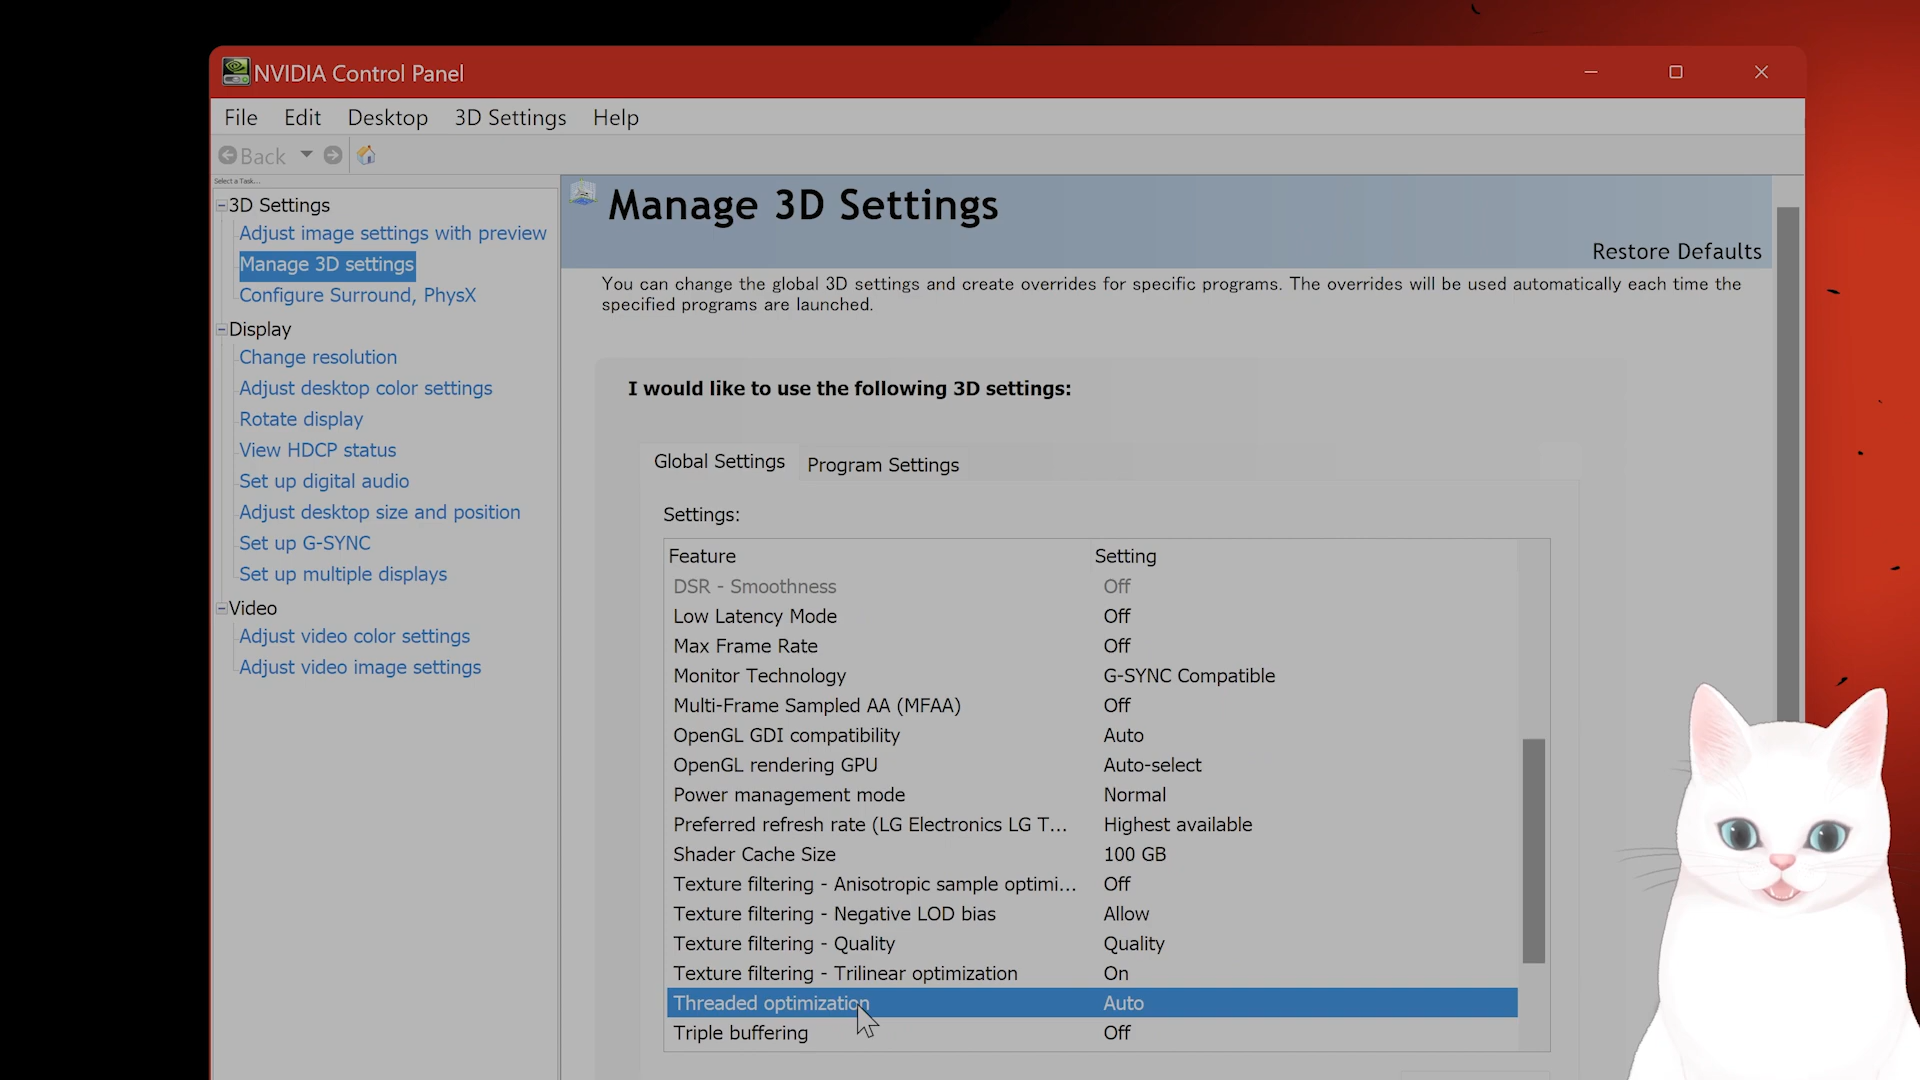 NVIDIA Control Panel
File Edit Desktop 3D Settings Help
Back
Select a Task...
3D Settings
Adjust image settings with preview
Manage 3D settings
Configure Surround, PhysX
Display
Change resolution
Adjust desktop color settings
Rotate display
View HDCP status
Set up digital audio
Adjust desktop size and position
Set up G-SYNC
Set up multiple displays
Video
Adjust video color settings
Adjust video image settings
Manage 3D Settings
Restore Defaults
You can change the global 3D settings and create overrides for specific programs. The overrides will be used automatically each time the
specified programs are launched.
I would like to use the following 3D settings:
Global Settings Program Settings
Settings:
Feature Setting
DSR - Smoothness Off
Low Latency Mode Off
Max Frame Rate Off
Monitor Technology G-SYNC Compatible
Multi-Frame Sampled AA (MFAA) Off
OpenGL GDI compatibility Auto
OpenGL rendering GPU Auto-select
Power management mode Normal
Preferred refresh rate (LG Electronics LG T... Highest available
Shader Cache Size 100 GB
Texture filtering - Anisotropic sample optimi... Off
Texture filtering - Negative LOD bias Allow
Texture filtering - Quality Quality
Texture filtering - Trilinear optimization On
Threaded optimization Auto
Triple buffering Off